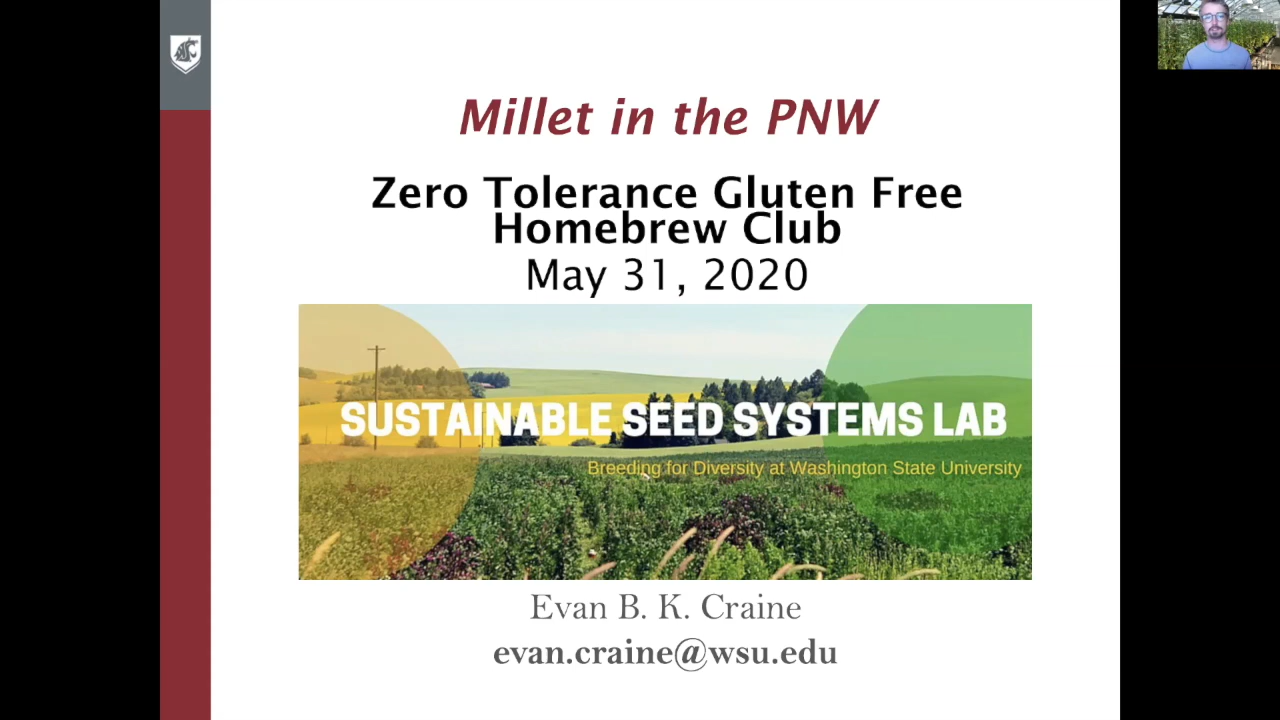 Millet in the PNW
Zero Tolerance Gluten Free
Homebrew Club
May 31, 2020
SUSTAINABLE SEED SYSTEMS LAB
Breeding for Diversity at Washington State University
Evan B. K. Craine
evan.craine@wsu.edu